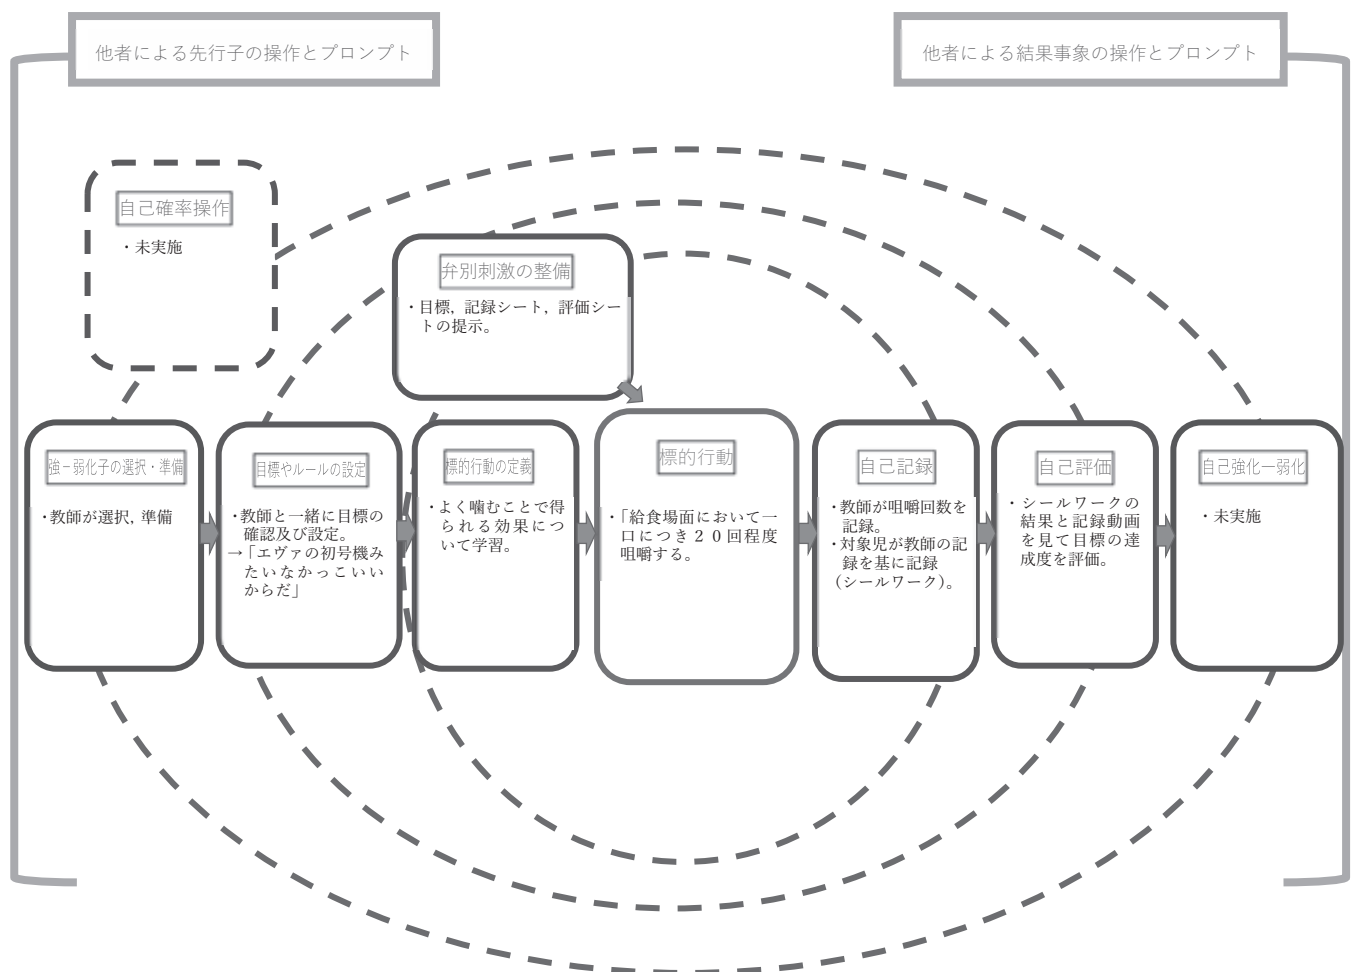 他者による先行子の操作とプロンプト
他者による結果事象の操作とプロンプト
自己確率操作
・未実施
弁別刺激の整備
・目標，記録シート，評価シー
トの提示。
強－弱化子の選択・準備
・教師が選択，準備
目標やルールの設定
・教師と一緒に目標の
確認及び設定。
→「エヴァの初号機み
たいなかっこいい
からだ」
標的行動の定義
・よく噛むことで得
られる効果につ
いて学習。
標的行動
・「給食場面において一
口につき２０回程度
咀嚼する。
自己記録
・教師が咀嚼回数を
記録。
・対象児が教師の記
録を基に記録
（シールワーク）。
自己評価
・シールワークの
結果と記録動画
を見て目標の達
成度を評価。
自己強化ー弱化
・未実施